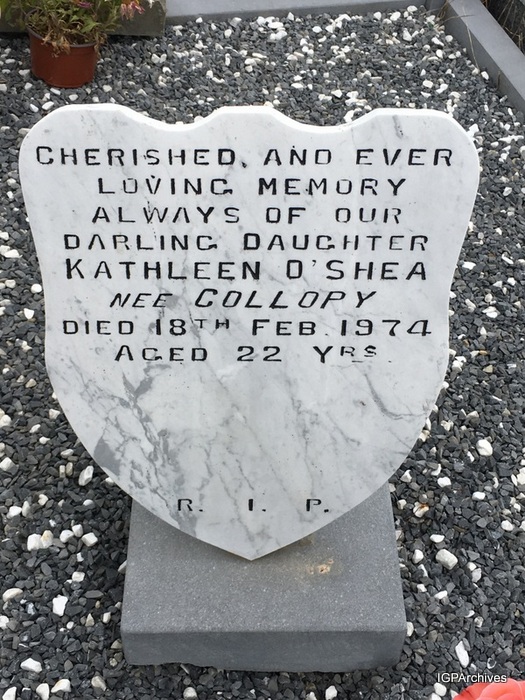 CHERISHED, AND EVER
LOVING MEMORY
ALWAYS OF OUR
DARLING DAUGHTER
KATHLEEN O'SHEA
NEE COLLOPY
DIED 18TH FEB. 1974
AGED 22 YRS
R. I. P.
IGPArchives